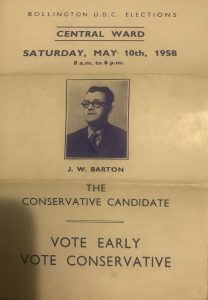 BOLLINGTON U.D.C. ELECTIONS
CENTRAL WARD
SATURDAY, MAY 10th, 1958
8 a.m. to 8 p.m.
J. W. BARTON
THE
CONSERVATIVE CANDIDATE
VOTE EARLY
VOTE CONSERVATIVE